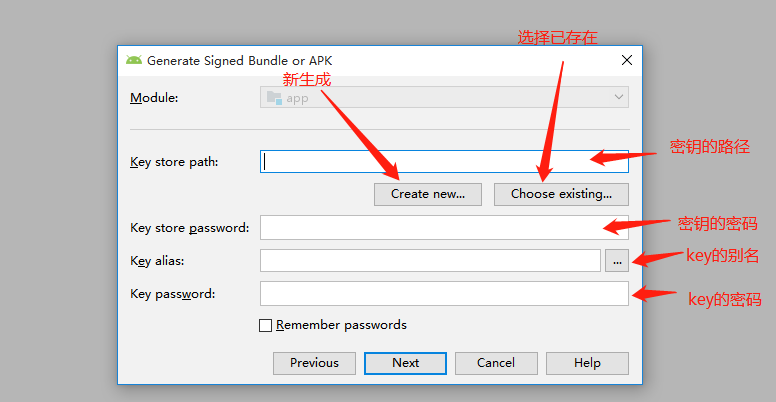 选择已存在
Generate Signed Bundle or APK
新生成
Module:
app
Key store path:
密钥的路径
Create new...
Choose existing...
Key store password:
密钥的密码
Key alias:
...
key的别名
Key password:
key的密码
Remember passwords
Previous
Next
Cancel
Help